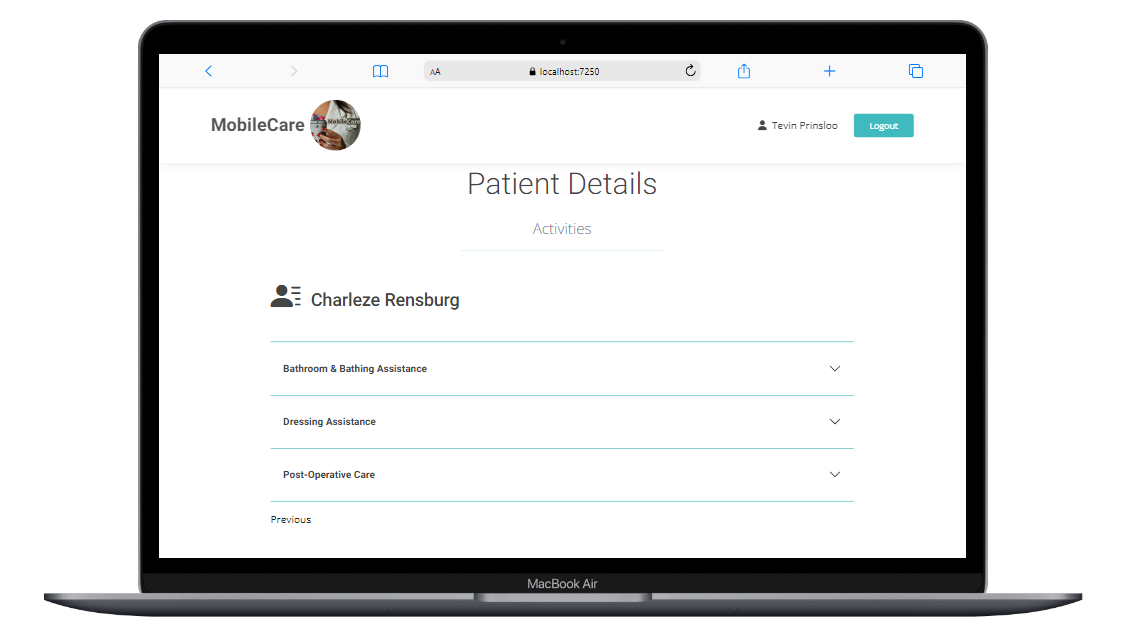 AA localhost:7250
MobileCare MobileCare Tevin Prinsloo Logout
Patient Details
Activities
Charleze Rensburg
Bathroom & Bathing Assistance
Dressing Assistance
Post-Operative Care
Previous
MacBook Air